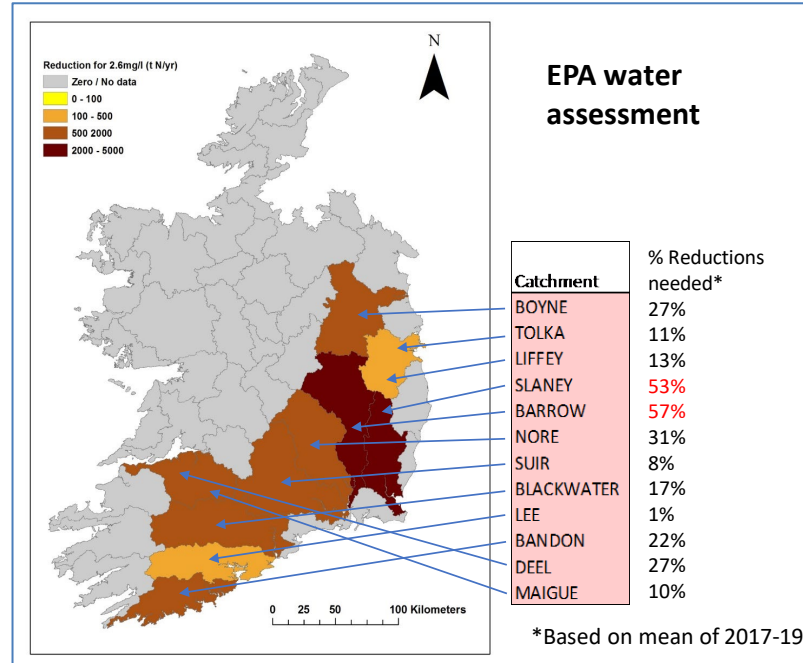 EPA water
assessment
N
Reduction for 2.6mg/l (t N/yr)
Zero / No data
0 - 100
100 - 500
500 2000
2000 - 5000
% Reductions
needed*
Catchment
BOYNE 27%
TOLKA 11%
LIFFEY 13%
SLANEY 53%
BARROW 57%
NORE 31%
SUIR 8%
BLACKWATER 17%
LEE 1%
BANDON 22%
DEEL 27%
MAIGUE 10%
0 25 50 100 Kilometers
*Based on mean of 2017-19